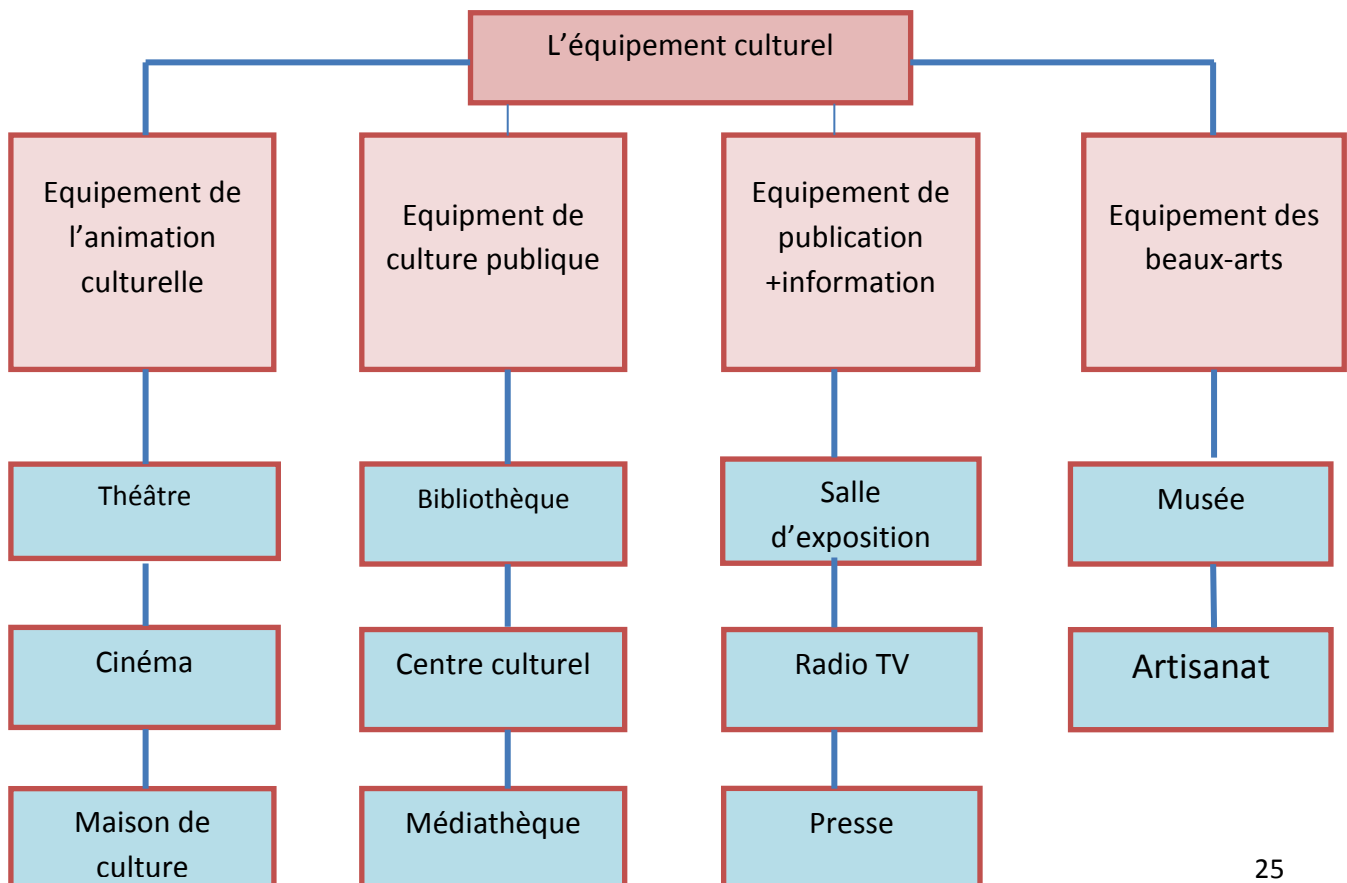 L’équipement culturel
Equipement de
l’animation
culturelle
Equipment de
culture publique
Equipement de
publication
+information
Equipement des
beaux-arts
Théâtre
Bibliothèque
Salle
d’exposition
Musée
Cinéma
Centre culturel
Radio TV
Artisanat
Maison de
culture
Médiathèque
Presse
25